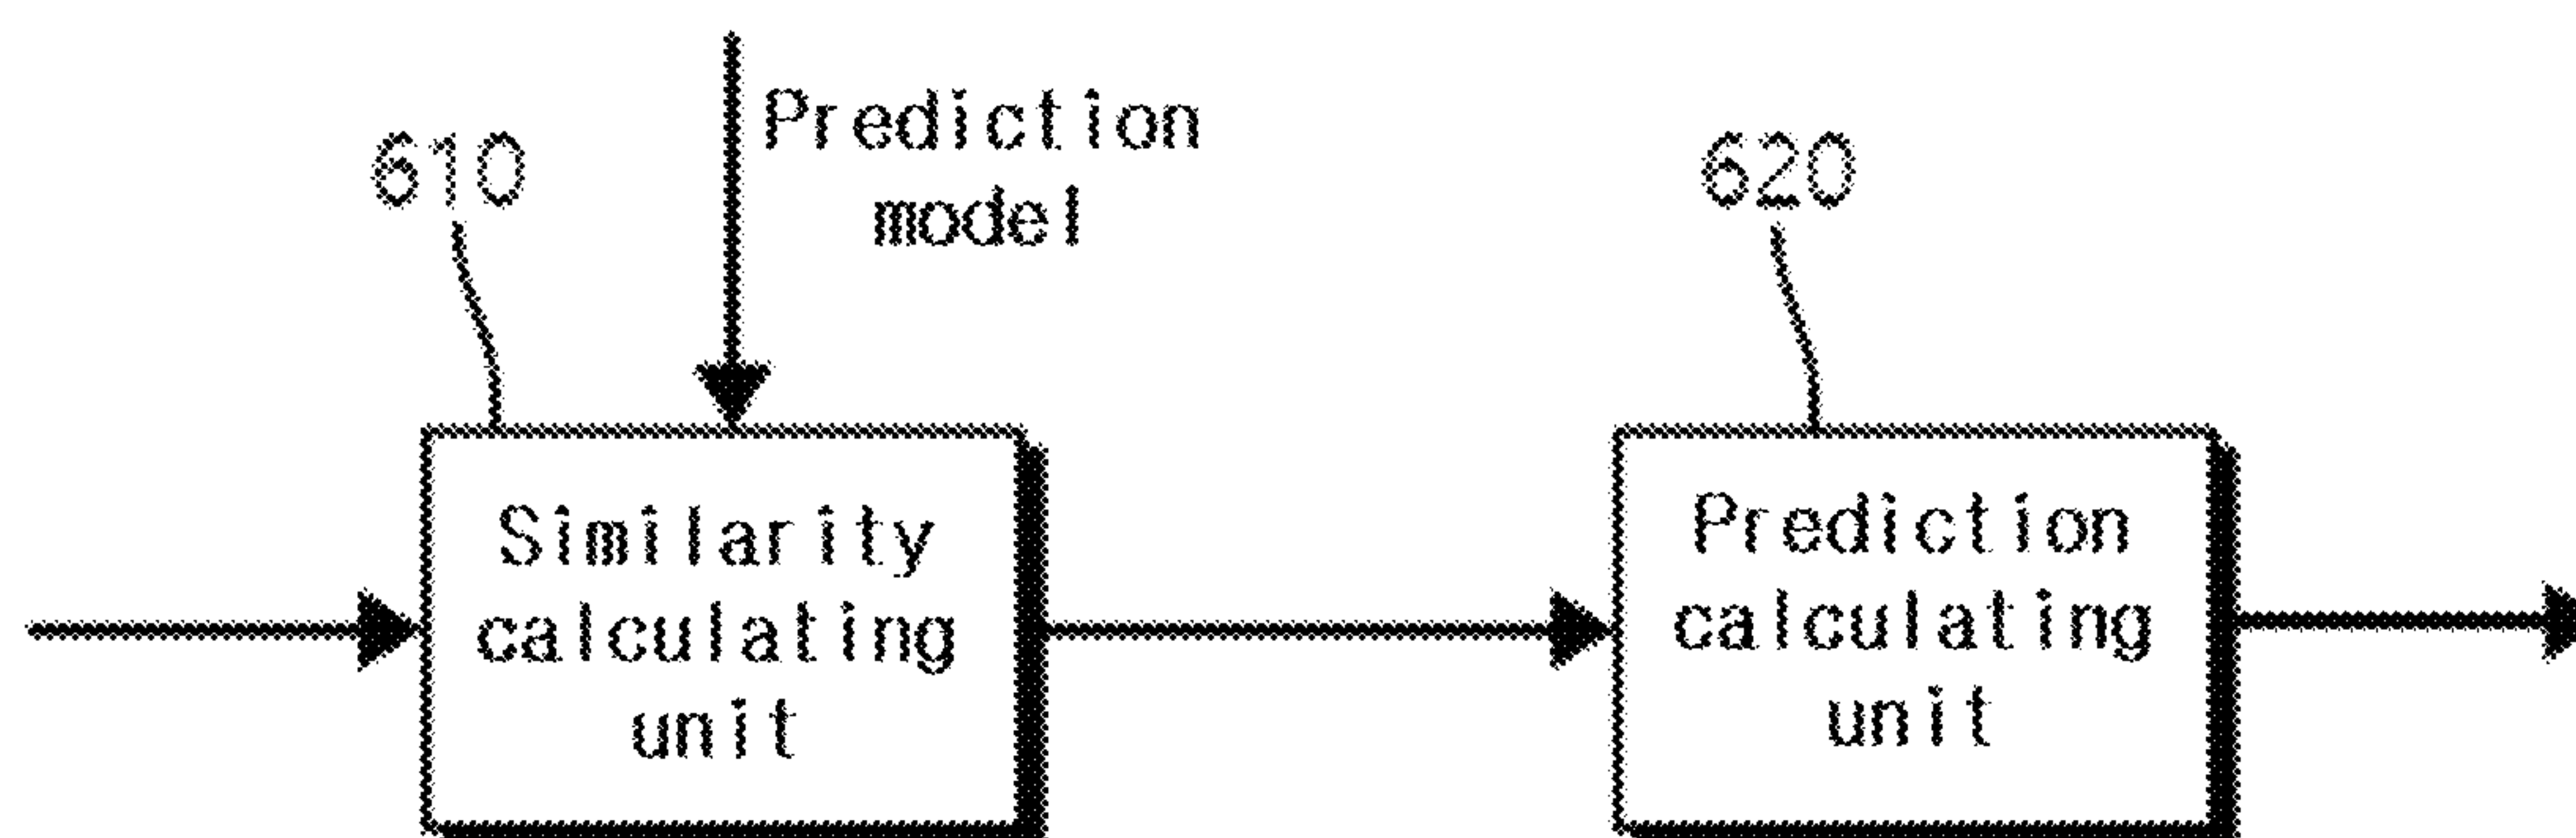 Prediction
model
610
620
Similarity
calculating
unit
Prediction
calculating
unit